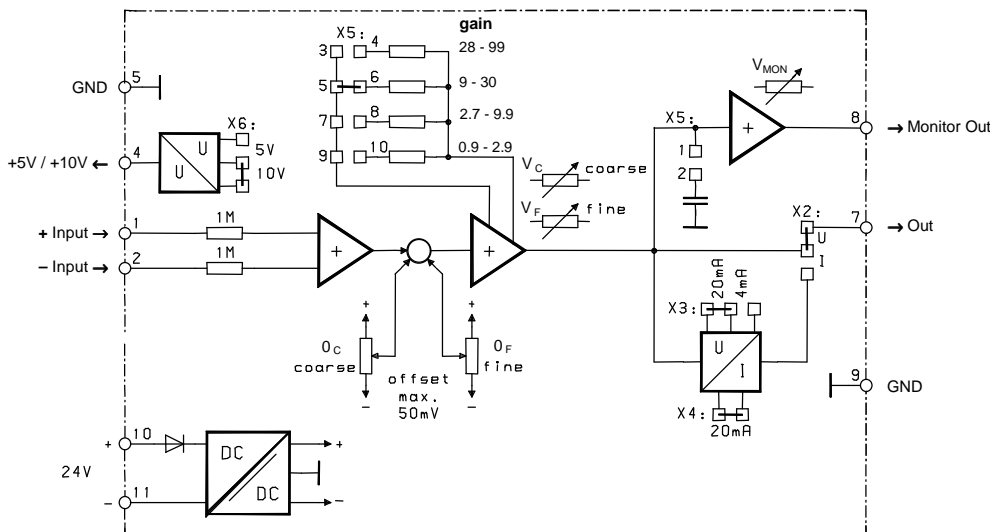 gain
X5:
3 4 28 - 99
5 6 9 - 30
7 8 2.7 - 9.9
9 10 0.9 - 2.9
GND 5
+5V / +10V ← 4
U
U
X6:
5V
10V
+ Input → 1 1M
− Input → 2 1M
+
+
V_C coarse
V_F fine
V_MON
X5:
1
2
+
8 → Monitor Out
X2:
7 → Out
U
I
X3:
20mA
4mA
U
I
X4:
20mA
9 GND
+
O_C
coarse
−
offset
max.
50mV
+
O_F
fine
−
24V
+ 10
− 11
DC
DC
+
−